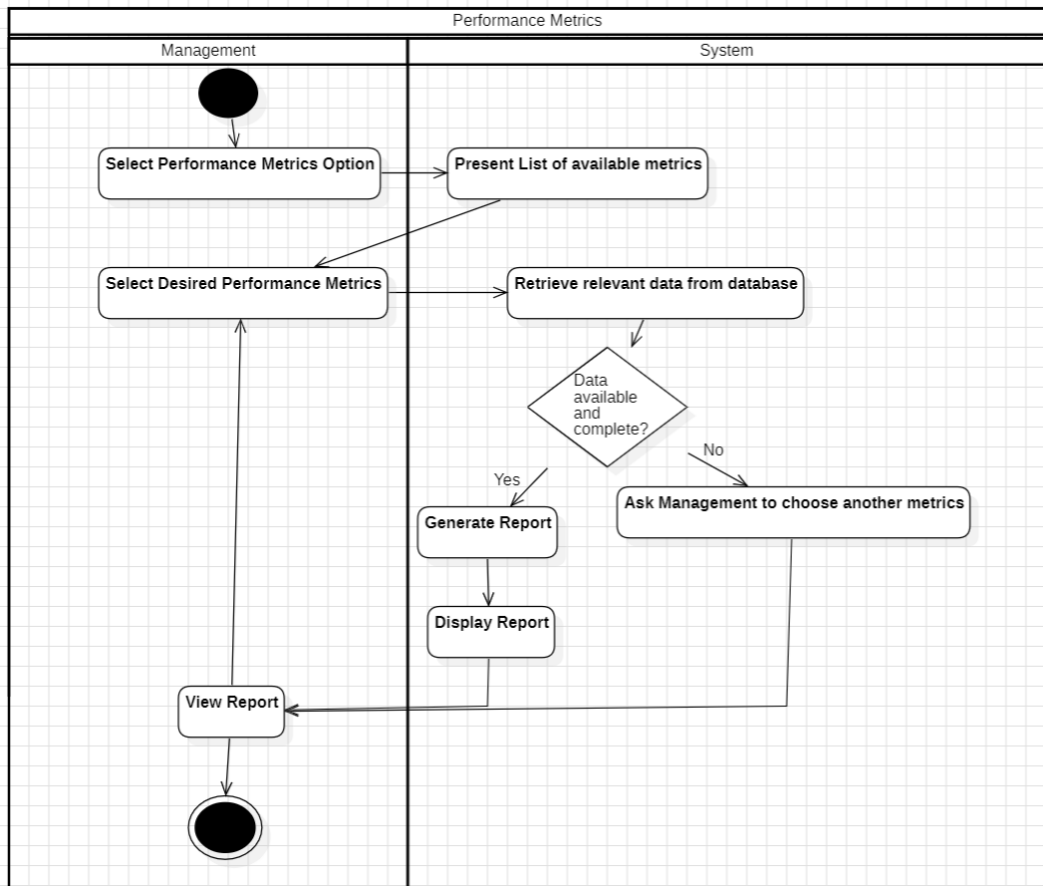 Performance Metrics
Management
System
Select Performance Metrics Option
Present List of available metrics
Select Desired Performance Metrics
Retrieve relevant data from database
Data
available
and
complete?
No
Yes
Ask Management to choose another metrics
Generate Report
Display Report
View Report